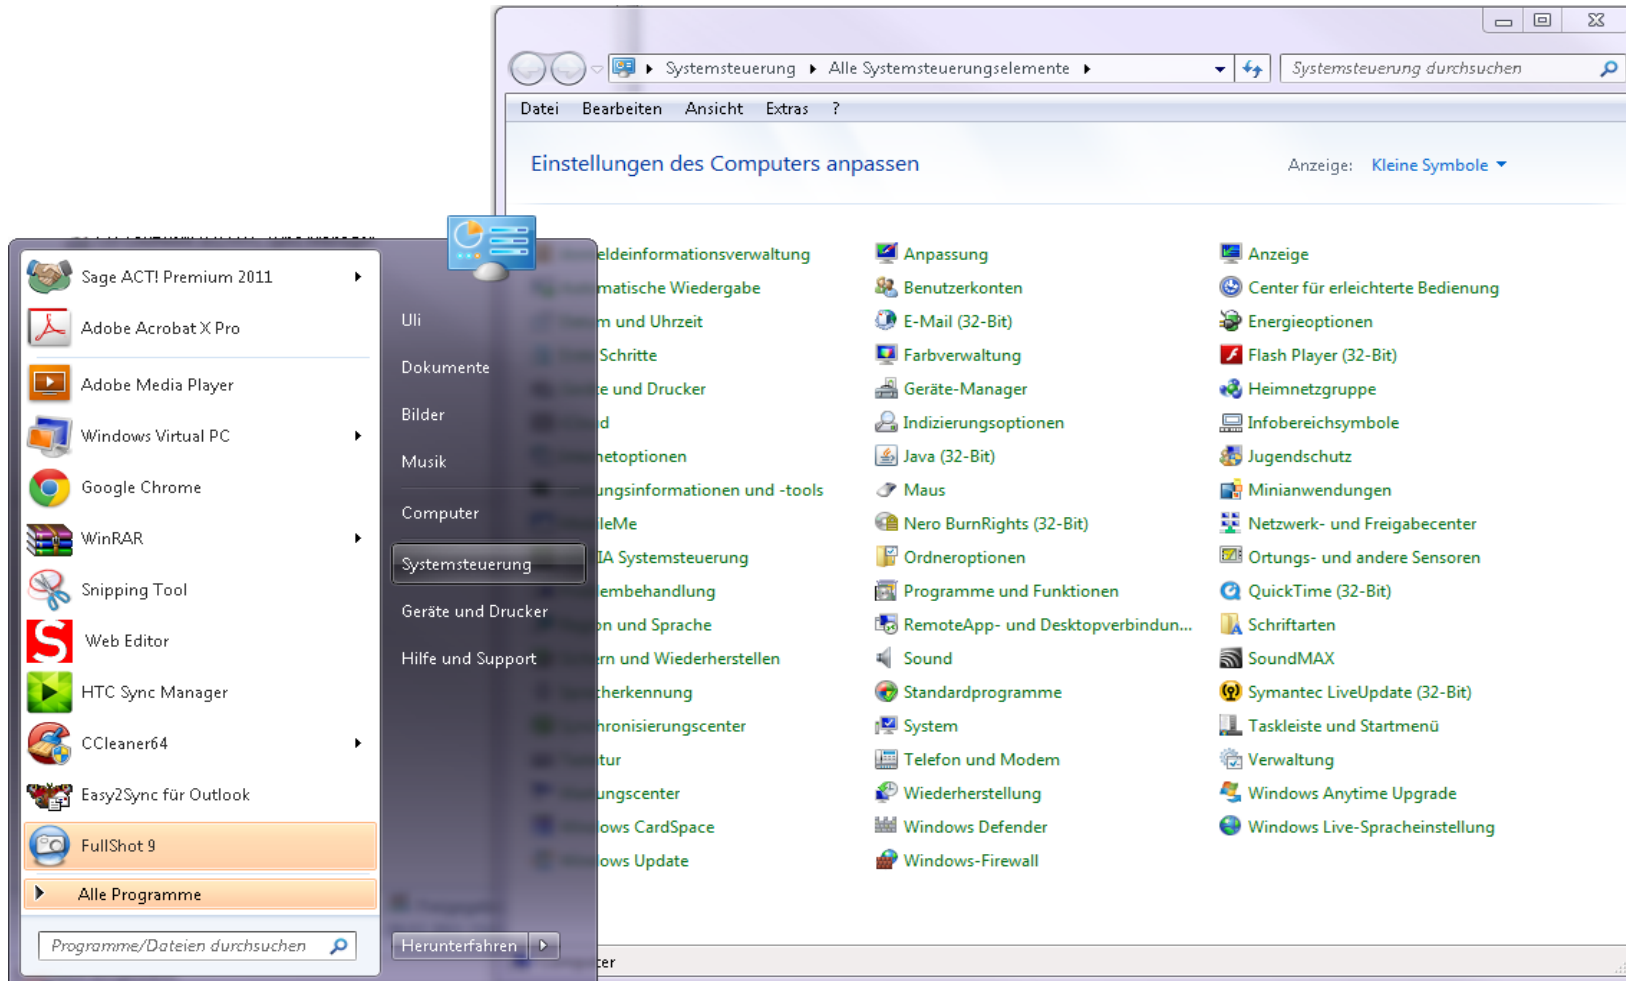 Systemsteuerung Alle Systemsteuerungselemente
Systemsteuerung durchsuchen
Datei Bearbeiten Ansicht Extras ?
Einstellungen des Computers anpassen
Anzeige: Kleine Symbole
Sage ACT! Premium 2011
Adobe Acrobat X Pro
Adobe Media Player
Windows Virtual PC
Google Chrome
WinRAR
Snipping Tool
Web Editor
HTC Sync Manager
CCleaner64
Easy2Sync für Outlook
FullShot 9
Alle Programme
Programme/Dateien durchsuchen
Uli
Dokumente
Bilder
Musik
Computer
Systemsteuerung
Geräte und Drucker
Hilfe und Support
Herunterfahren
eldeinformationsverwaltung
matische Wiedergabe
m und Uhrzeit
Schritte
te und Drucker
d
netoptionen
ungsinformationen und -tools
leMe
IA Systemsteuerung
lembehandlung
on und Sprache
rn und Wiederherstellen
herkennung
hronisierungscenter
tur
ungscenter
ows CardSpace
ows Update
Anpassung
Benutzerkonten
E-Mail (32-Bit)
Farbverwaltung
Geräte-Manager
Indizierungsoptionen
Java (32-Bit)
Maus
Nero BurnRights (32-Bit)
Ordneroptionen
Programme und Funktionen
RemoteApp- und Desktopverbindun...
Sound
Standardprogramme
System
Telefon und Modem
Wiederherstellung
Windows Defender
Windows-Firewall
Anzeige
Center für erleichterte Bedienung
Energieoptionen
Flash Player (32-Bit)
Heimnetzgruppe
Infobereichsymbole
Jugendschutz
Minianwendungen
Netzwerk- und Freigabecenter
Ortungs- und andere Sensoren
QuickTime (32-Bit)
Schriftarten
SoundMAX
Symantec LiveUpdate (32-Bit)
Taskleiste und Startmenü
Verwaltung
Windows Anytime Upgrade
Windows Live-Spracheinstellung
ter